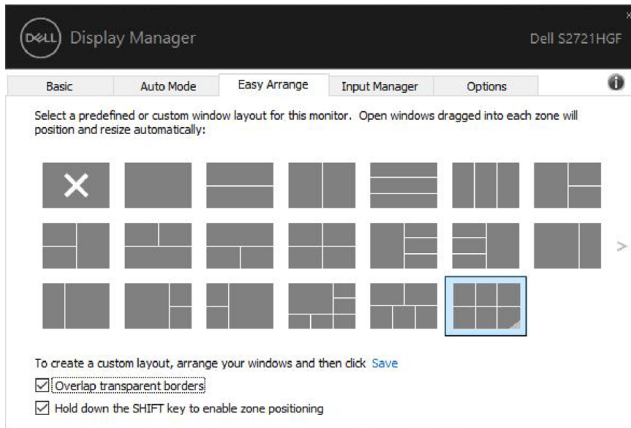 DELL Display Manager
Dell S2721HGF
Basic Auto Mode Easy Arrange Input Manager Options
Select a predefined or custom window layout for this monitor. Open windows dragged into each zone will
position and resize automatically:
To create a custom layout, arrange your windows and then click Save
Overlap transparent borders
Hold down the SHIFT key to enable zone positioning